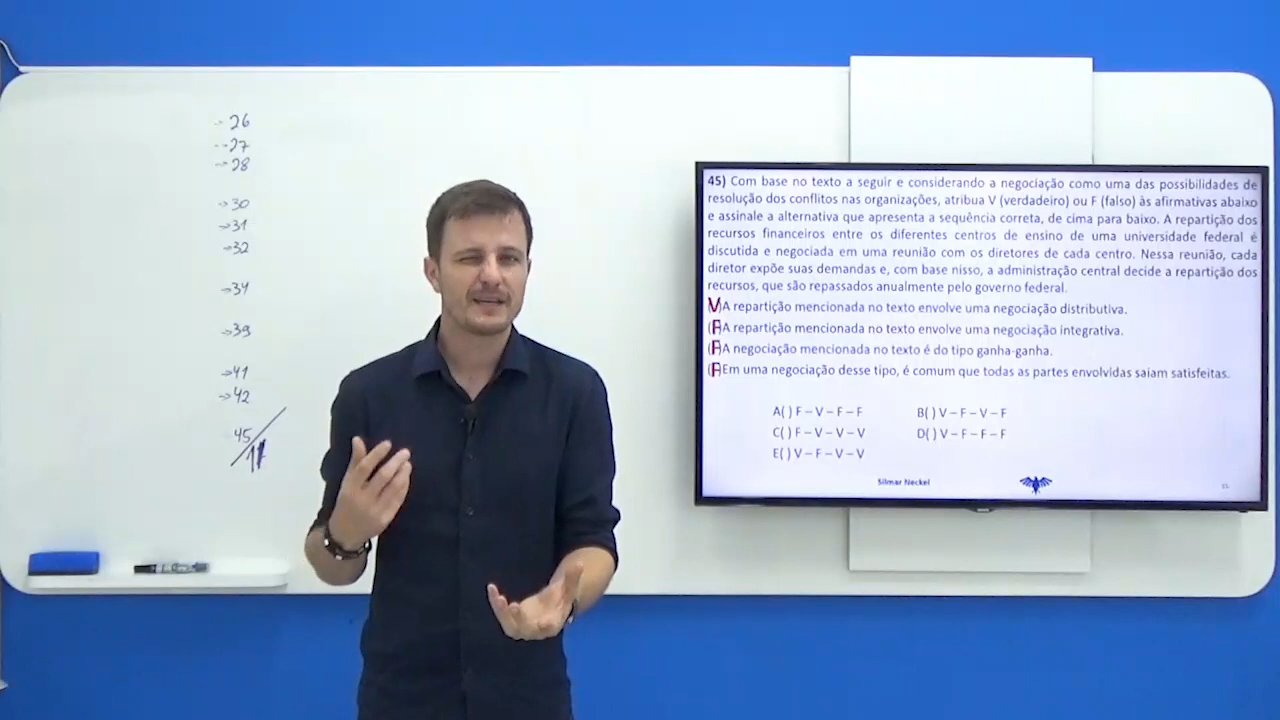 26
27
28
30
31
32
34
39
41
42
45
11
45) Com base no texto a seguir e considerando a negociação como uma das possibilidades de
resolução dos conflitos nas organizações, atribua V (verdadeiro) ou F (falso) às afirmativas abaixo
e assinale a alternativa que apresenta a sequência correta, de cima para baixo. A repartição dos
recursos financeiros entre os diferentes centros de ensino de uma universidade federal é
discutida e negociada em uma reunião com os diretores de cada centro. Nessa reunião, cada
diretor expõe suas demandas e, com base nisso, a administração central decide a repartição dos
recursos, que são repassados anualmente pelo governo federal.
(V)A repartição mencionada no texto envolve uma negociação distributiva.
(F)A repartição mencionada no texto envolve uma negociação integrativa.
(F)A negociação mencionada no texto é do tipo ganha-ganha.
(F)Em uma negociação desse tipo, é comum que todas as partes envolvidas saiam satisfeitas.
A( ) F – V – F – F B( ) V – F – V – F
C( ) F – V – V – V D( ) V – F – F – F
E( ) V – F – V – V
Silmar Neckel